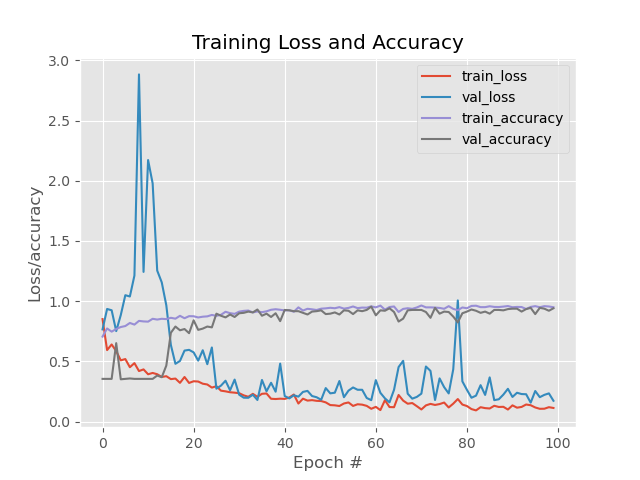 Training Loss and Accuracy
3.0
2.5
2.0
1.5
1.0
0.5
0.0
Loss/accuracy
train_loss
val_loss
train_accuracy
val_accuracy
0
20
40
60
80
100
Epoch #